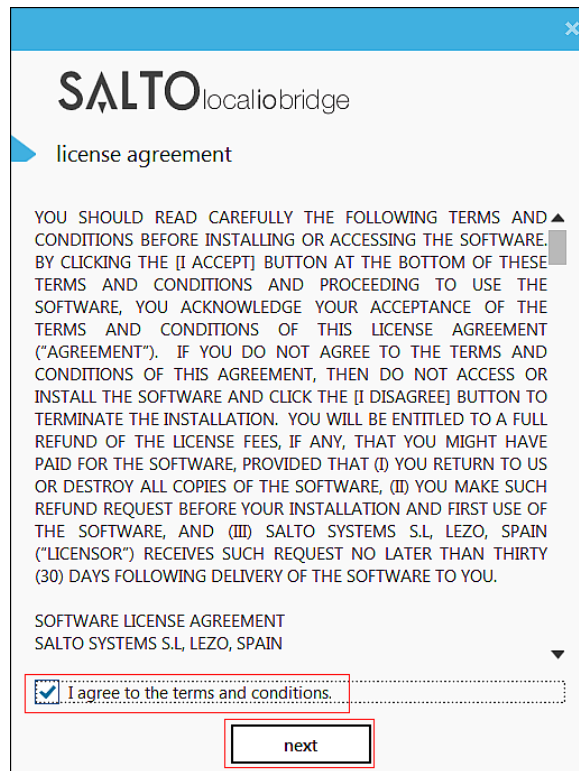 SALTO localiobridge
license agreement
YOU SHOULD READ CAREFULLY THE FOLLOWING TERMS AND
CONDITIONS BEFORE INSTALLING OR ACCESSING THE SOFTWARE.
BY CLICKING THE [I ACCEPT] BUTTON AT THE BOTTOM OF THESE
TERMS AND CONDITIONS AND PROCEEDING TO USE THE
SOFTWARE, YOU ACKNOWLEDGE YOUR ACCEPTANCE OF THE
TERMS AND CONDITIONS OF THIS LICENSE AGREEMENT
("AGREEMENT"). IF YOU DO NOT AGREE TO THE TERMS AND
CONDITIONS OF THIS AGREEMENT, THEN DO NOT ACCESS OR
INSTALL THE SOFTWARE AND CLICK THE [I DISAGREE] BUTTON TO
TERMINATE THE INSTALLATION. YOU WILL BE ENTITLED TO A FULL
REFUND OF THE LICENSE FEES, IF ANY, THAT YOU MIGHT HAVE
PAID FOR THE SOFTWARE, PROVIDED THAT (I) YOU RETURN TO US
OR DESTROY ALL COPIES OF THE SOFTWARE, (II) YOU MAKE SUCH
REFUND REQUEST BEFORE YOUR INSTALLATION AND FIRST USE OF
THE SOFTWARE, AND (III) SALTO SYSTEMS S.L, LEZO, SPAIN
("LICENSOR") RECEIVES SUCH REQUEST NO LATER THAN THIRTY
(30) DAYS FOLLOWING DELIVERY OF THE SOFTWARE TO YOU.
SOFTWARE LICENSE AGREEMENT
SALTO SYSTEMS S.L, LEZO, SPAIN
I agree to the terms and conditions.
next